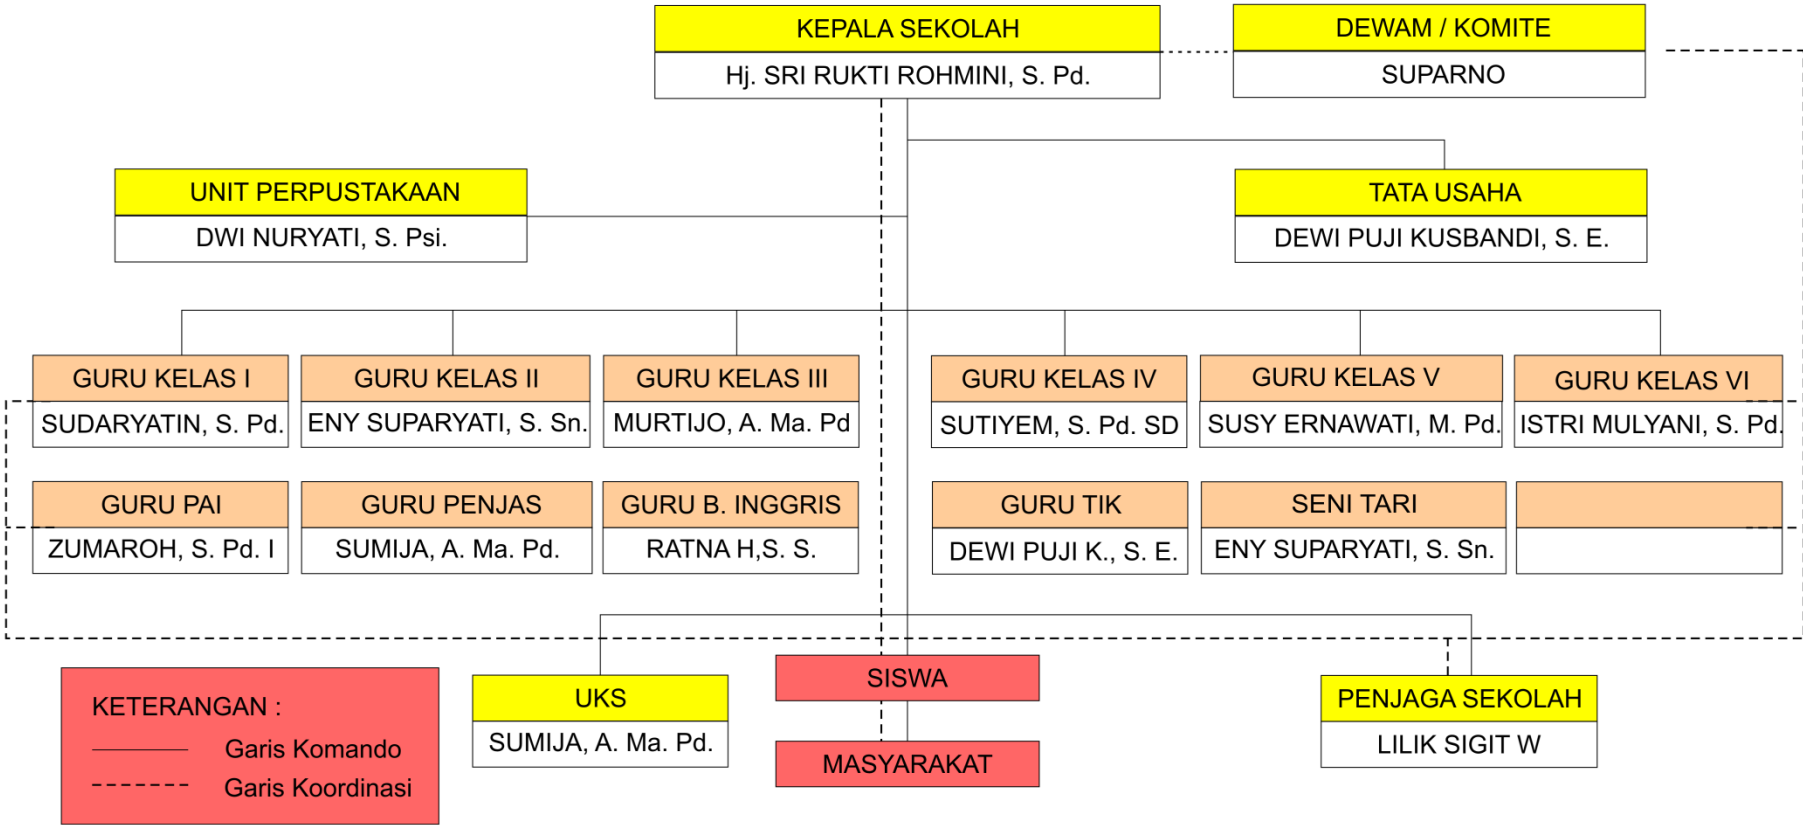 KEPALA SEKOLAH
Hj. SRI RUKTI ROHMINI, S. Pd.
DEWAM / KOMITE
SUPARNO
UNIT PERPUSTAKAAN
DWI NURYATI, S. Psi.
TATA USAHA
DEWI PUJI KUSBANDI, S. E.
GURU KELAS I
SUDARYATIN, S. Pd.
GURU KELAS II
ENY SUPARYATI, S. Sn.
GURU KELAS III
MURTIJO, A. Ma. Pd
GURU KELAS IV
SUTIYEM, S. Pd. SD
GURU KELAS V
SUSY ERNAWATI, M. Pd.
GURU KELAS VI
ISTRI MULYANI, S. Pd.
GURU PAI
ZUMAROH, S. Pd. I
GURU PENJAS
SUMIJA, A. Ma. Pd.
GURU B. INGGRIS
RATNA H,S. S.
GURU TIK
DEWI PUJI K., S. E.
SENI TARI
ENY SUPARYATI, S. Sn.
KETERANGAN :
Garis Komando
Garis Koordinasi
UKS
SUMIJA, A. Ma. Pd.
SISWA
MASYARAKAT
PENJAGA SEKOLAH
LILIK SIGIT W